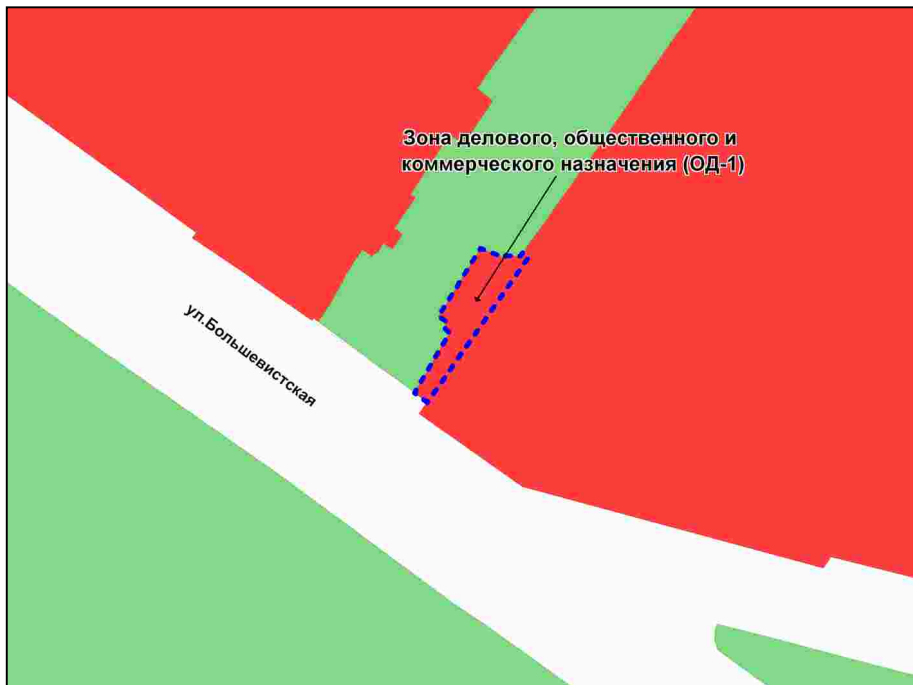 Зона делового, общественного и
коммерческого назначения (ОД-1)
ул.Большевистская